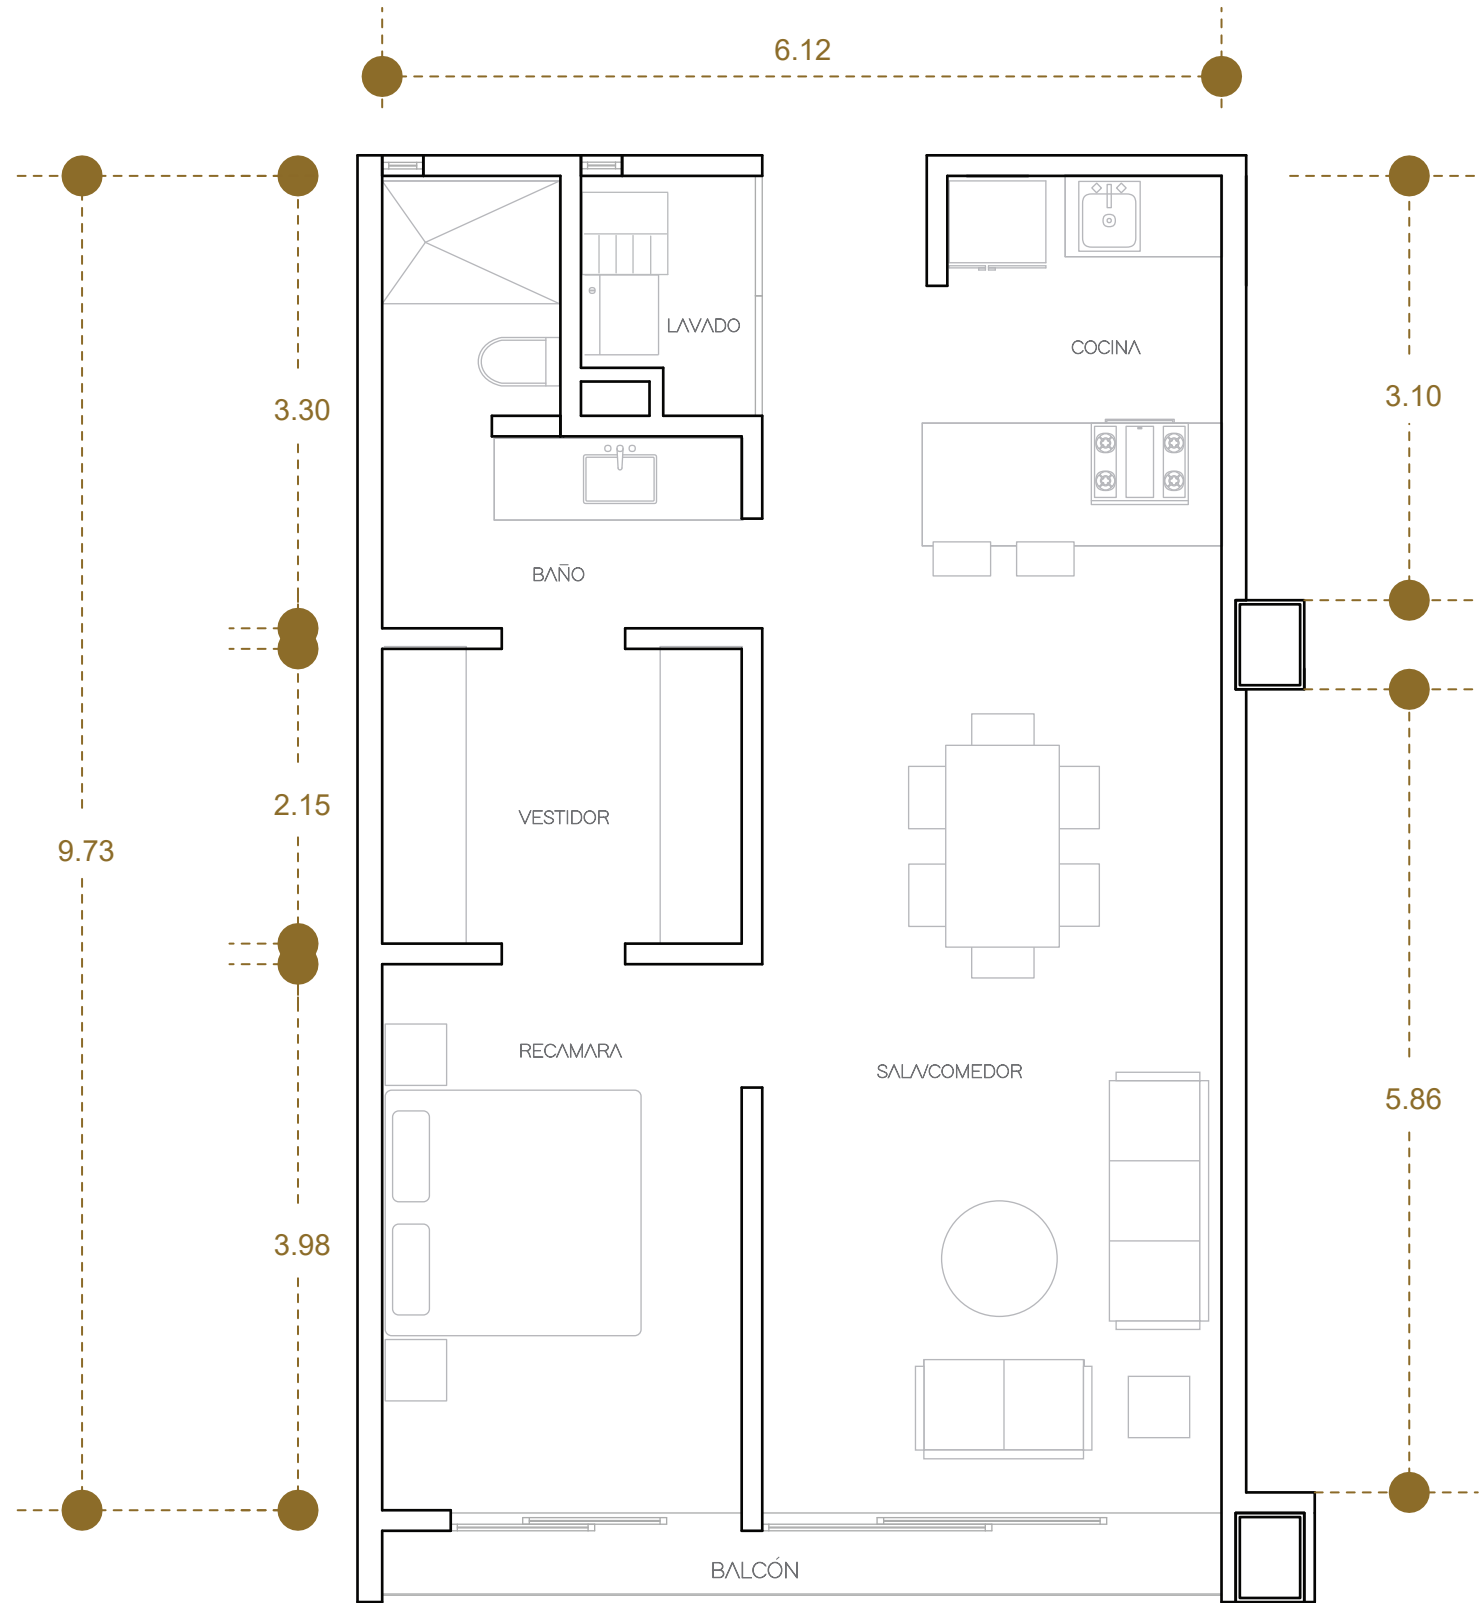 6.12
LAVADO
COCINA
3.30
3.10
BAÑO
2.15
VESTIDOR
9.73
RECAMARA
SALA/COMEDOR
5.86
3.98
BALCÓN